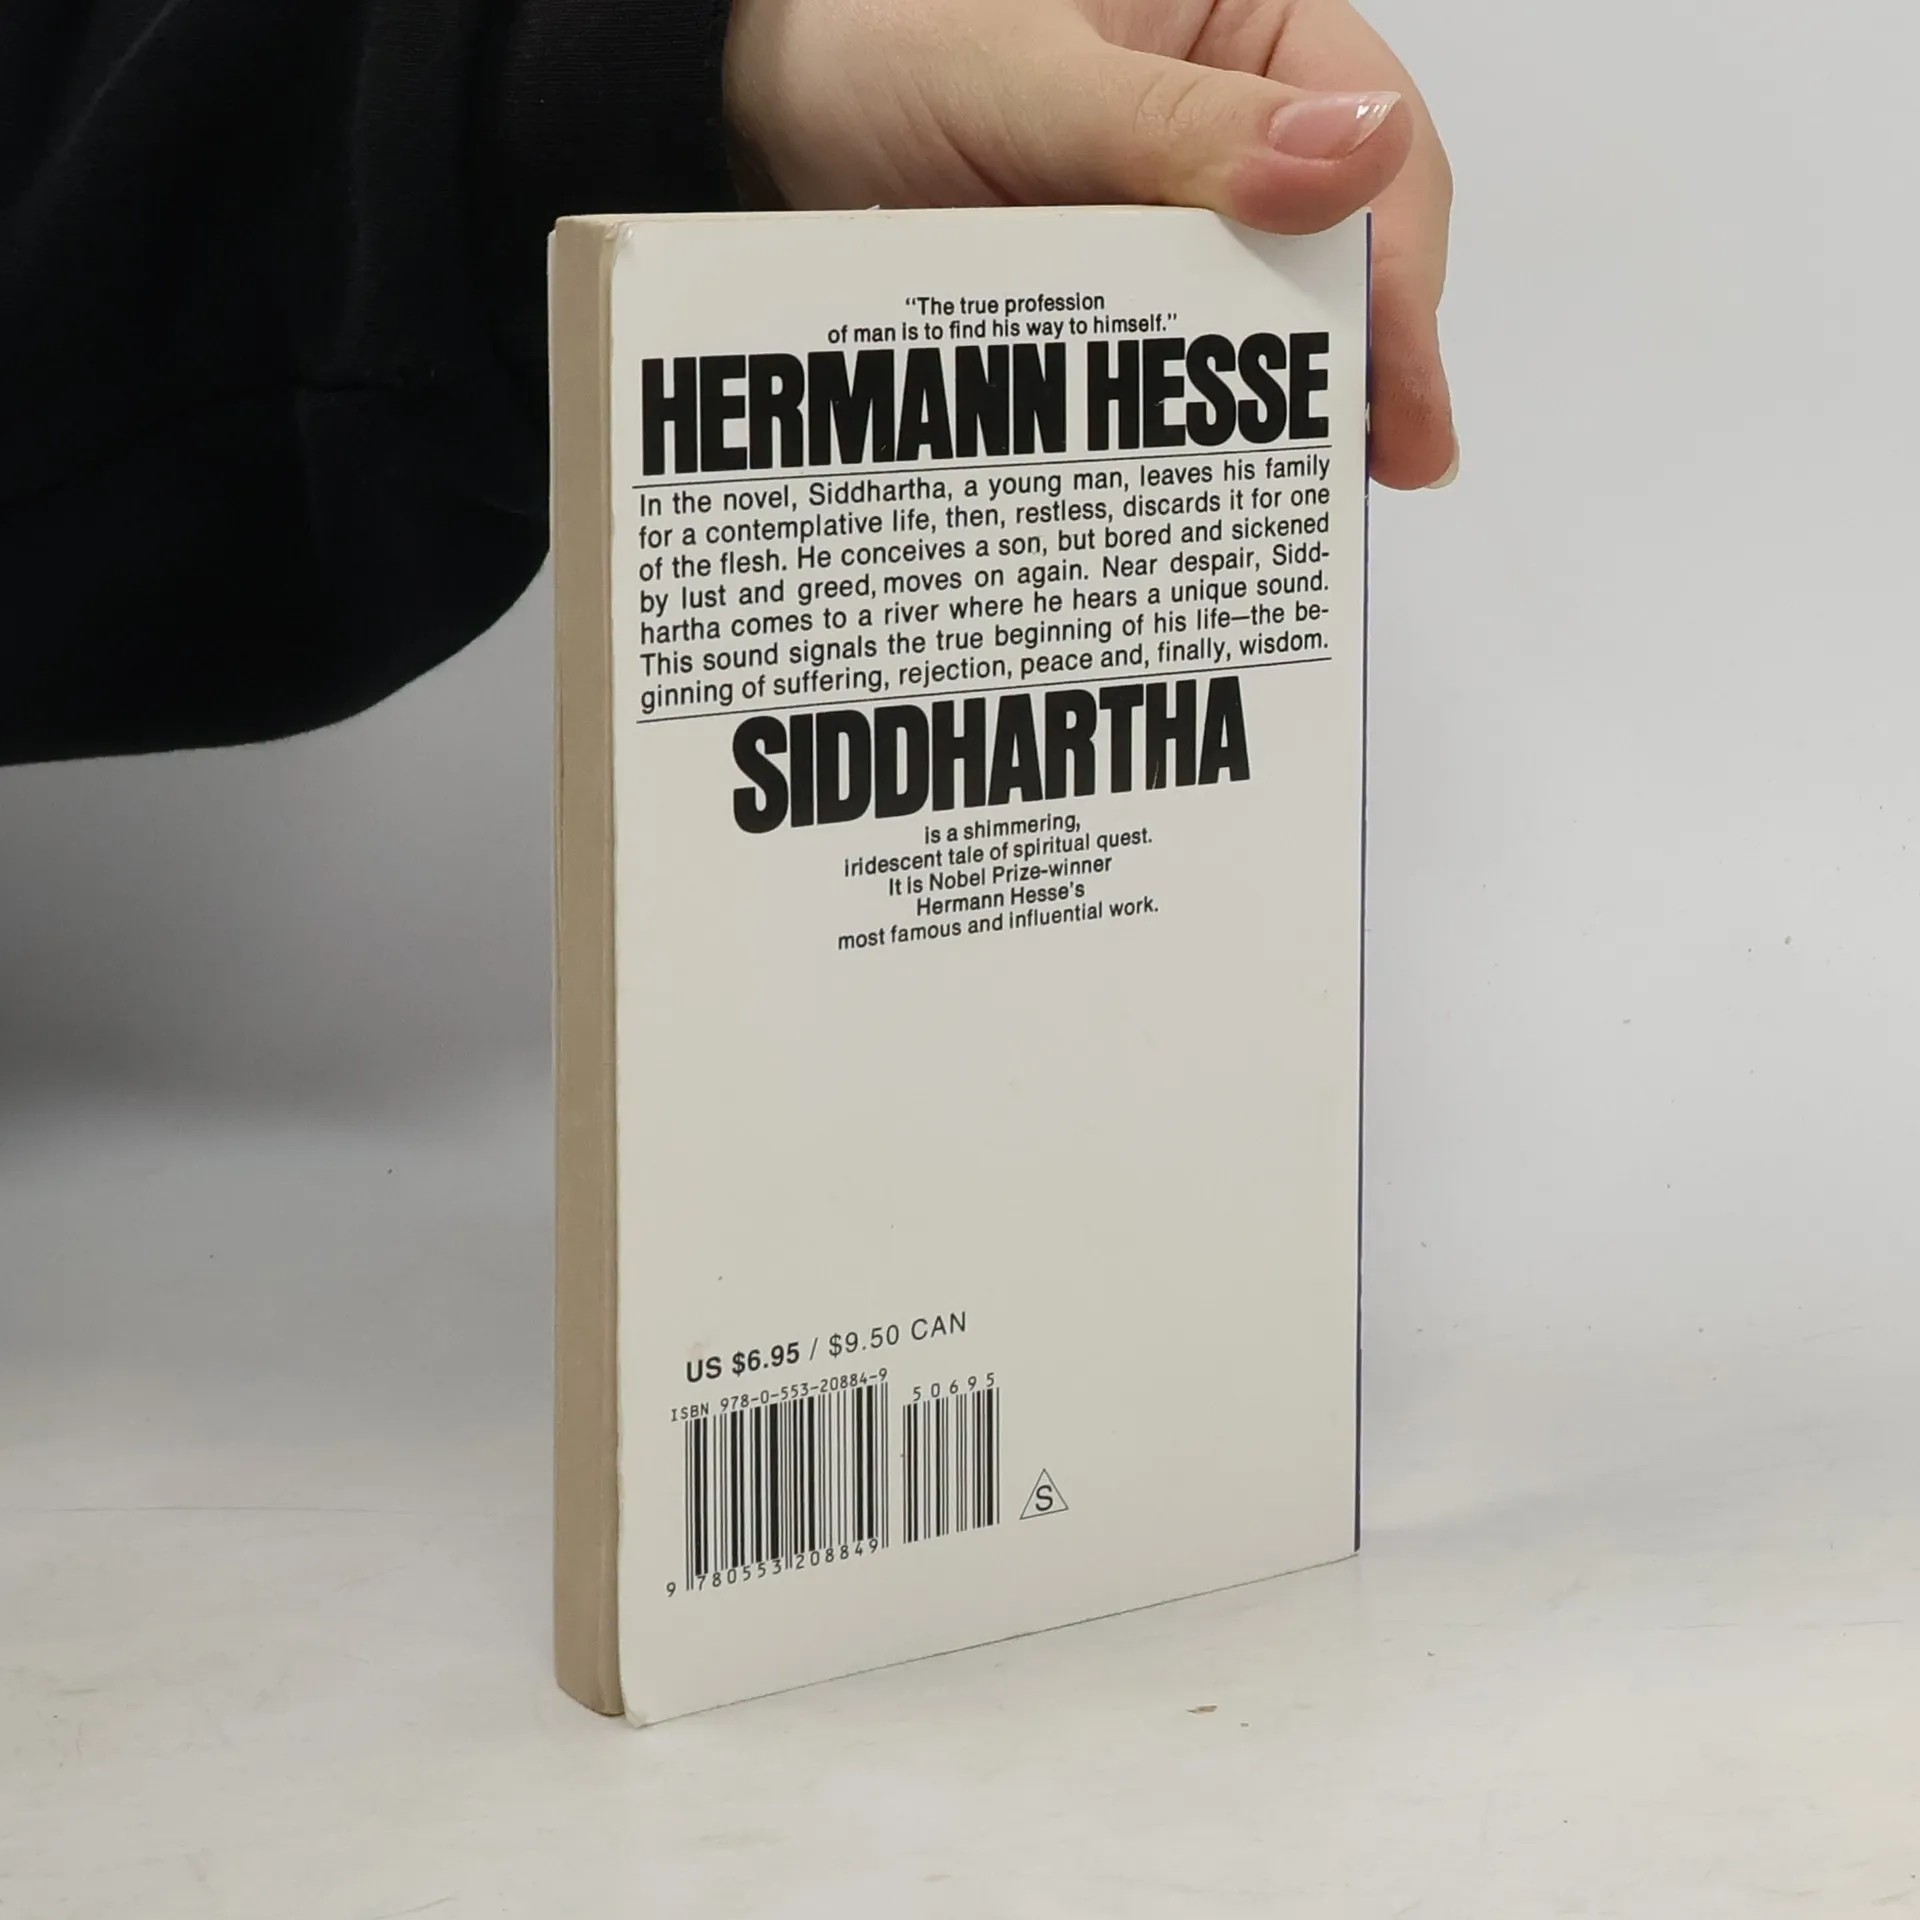 “The true profession
of man is to find his way to himself.”
HERMANN HESSE
In the novel, Siddhartha, a young man, leaves his family
for a contemplative life, then, restless, discards it for one
of the flesh. He conceives a son, but bored and sickened
by lust and greed, moves on again. Near despair, Sidd-
hartha comes to a river where he hears a unique sound.
This sound signals the true beginning of his life—the be-
ginning of suffering, rejection, peace and, finally, wisdom.
SIDDHARTHA
is a shimmering,
iridescent tale of spiritual quest.
It is Nobel Prize-winner
Hermann Hesse’s
most famous and influential work.
US $6.95 / $9.50 CAN
ISBN 978-0-553-20884-9
50695
9 780553 208849
S